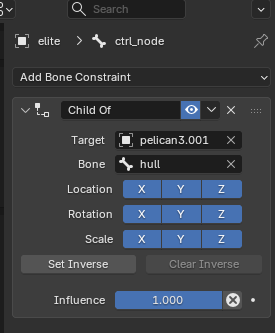 Search
elite > ctrl_node
Add Bone Constraint
Child Of
Target pelican3.001
Bone hull
Location X Y Z
Rotation X Y Z
Scale X Y Z
Set Inverse Clear Inverse
Influence 1.000